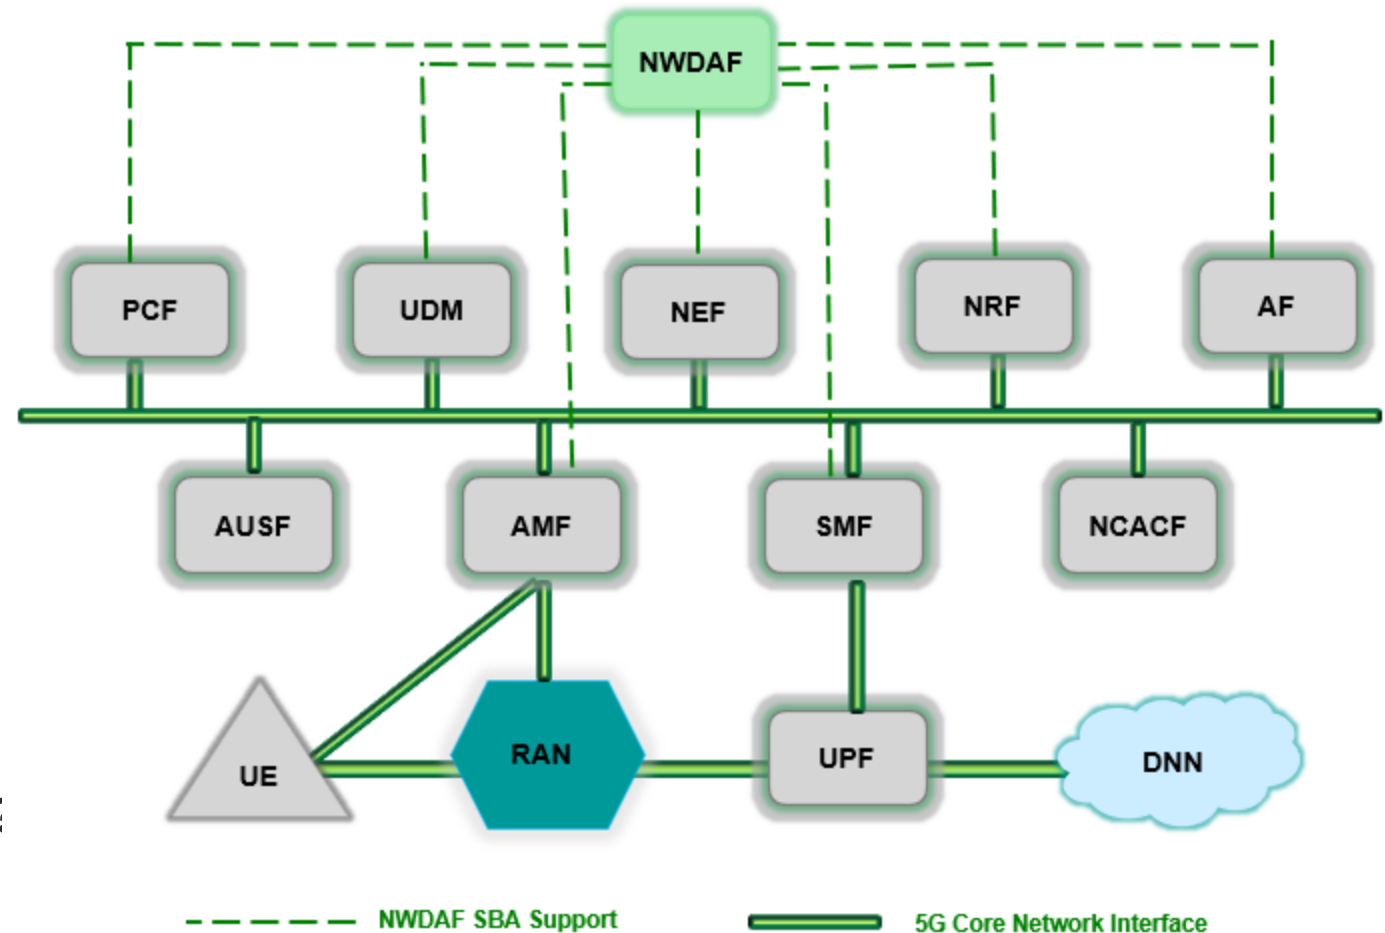 NWDAF
PCF
UDM
NEF
NRF
AF
AUSF
AMF
SMF
NCACF
UE
RAN
UPF
DNN
NWDAF SBA Support
5G Core Network Interface